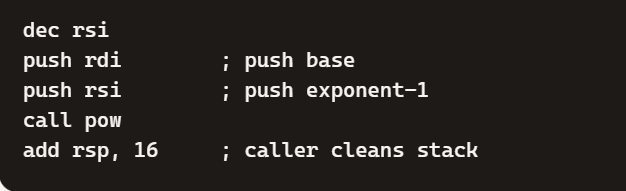 dec rsi
push rdi        ; push base
push rsi        ; push exponent-1
call pow
add rsp, 16     ; caller cleans stack